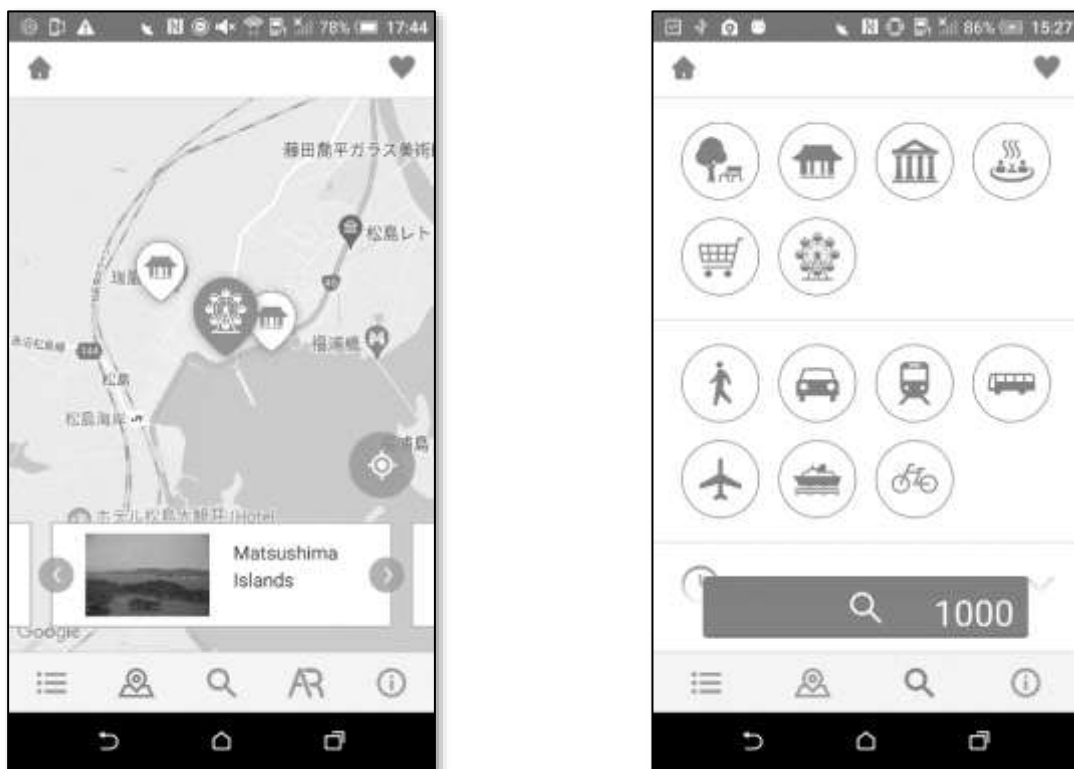 78% 17:44
藤田喬平ガラス美術館
松島レト
45
瑞巌
福浦橋
144
松島
松島海岸
ホテル松島大観荘 (Hotel
Matsushima
Islands
Google
AR
86% 15:27
1000